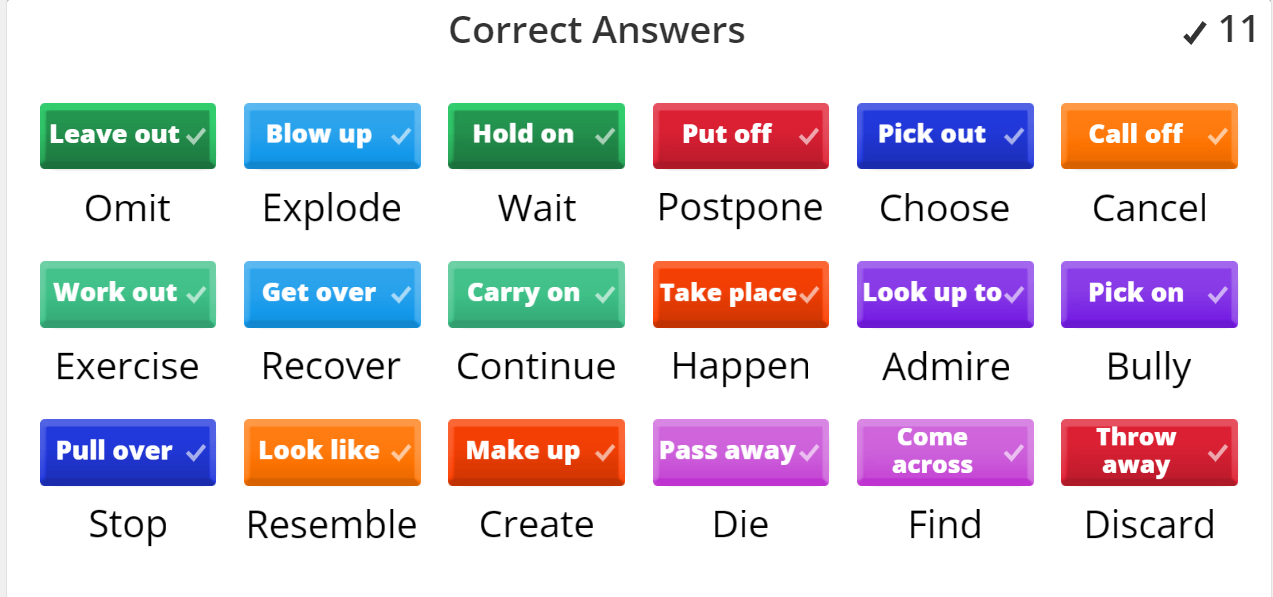 Correct Answers
✓ 11
Leave out ✓ Blow up ✓ Hold on ✓ Put off ✓ Pick out ✓ Call off ✓
Omit Explode Wait Postpone Choose Cancel
Work out ✓ Get over ✓ Carry on ✓ Take place ✓ Look up to ✓ Pick on ✓
Exercise Recover Continue Happen Admire Bully
Pull over ✓ Look like ✓ Make up ✓ Pass away ✓ Come across ✓ Throw away ✓
Stop Resemble Create Die Find Discard